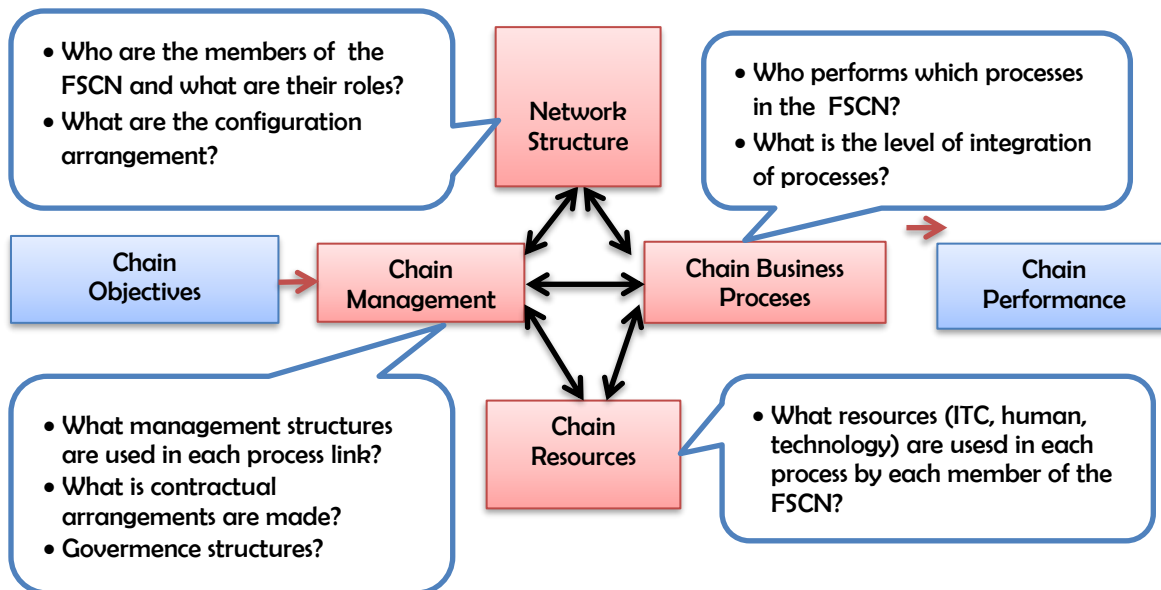 • Who are the members of the
FSCN and what are their roles?
• What are the configuration
arrangement?
Network
Structure
• Who performs which processes
in the FSCN?
• What is the level of integration
of processes?
Chain
Objectives
Chain
Management
Chain Business
Proceses
Chain
Performance
• What management structures
are used in each process link?
• What is contractual
arrangements are made?
• Govermence structures?
Chain
Resources
• What resources (ITC, human,
technology) are usesd in each
process by each member of the
FSCN?